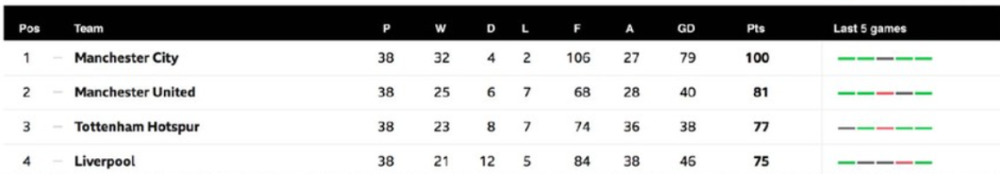 Pos Team P W D L F A GD Pts Last 5 games
1 Manchester City 38 32 4 2 106 27 79 100
2 Manchester United 38 25 6 7 68 28 40 81
3 Tottenham Hotspur 38 23 8 7 74 36 38 77
4 Liverpool 38 21 12 5 84 38 46 75